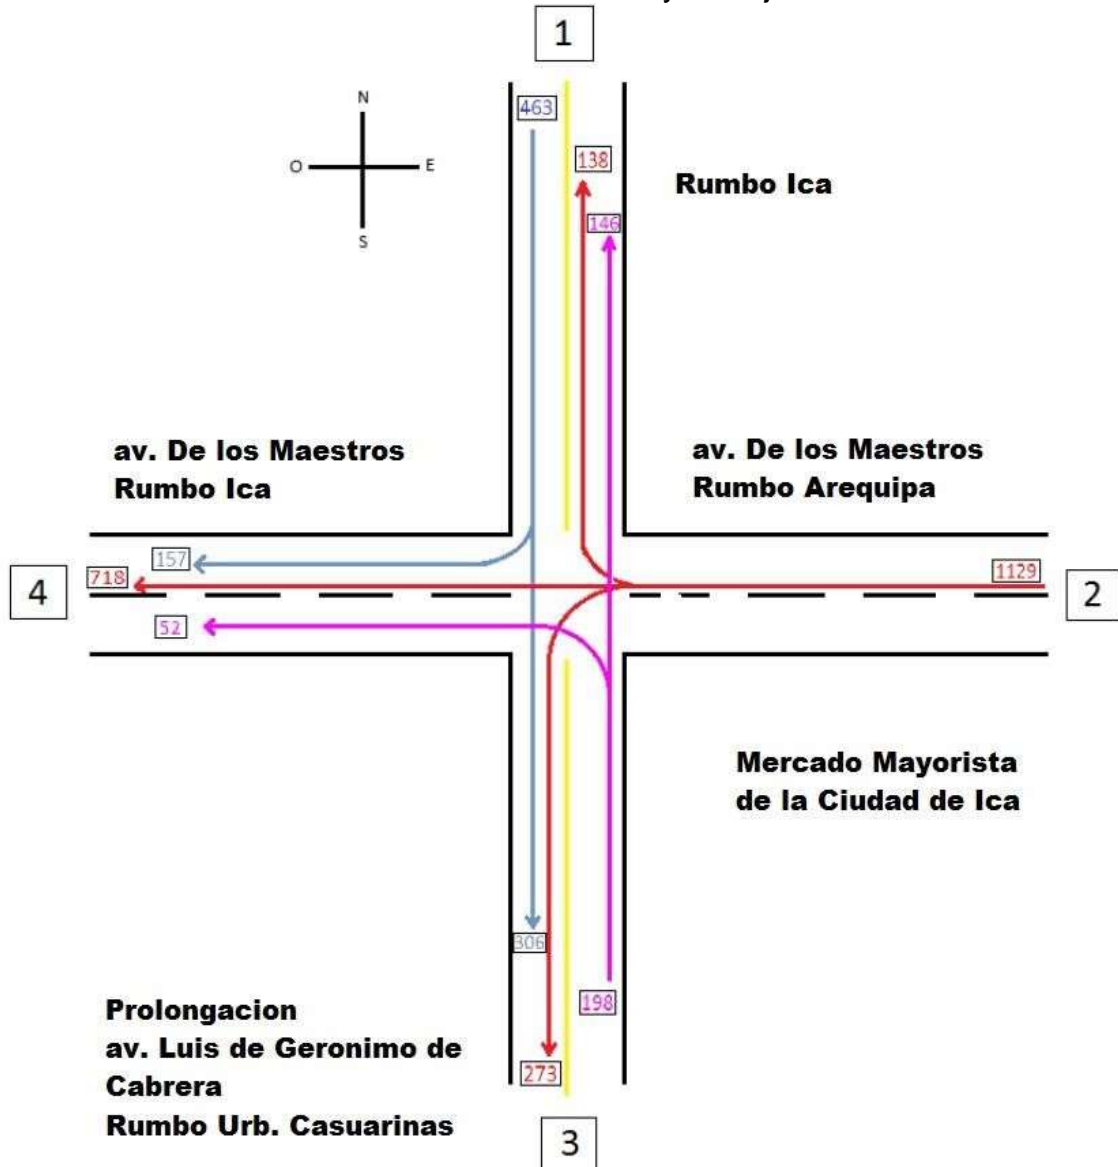 1
463
N
138
O
E
Rumbo Ica
146
S
av. De los Maestros
Rumbo Ica
av. De los Maestros
Rumbo Arequipa
157
718
1129
4
2
52
Mercado Mayorista
de la Ciudad de Ica
306
198
Prolongacion
av. Luis de Geronimo de
Cabrera
Rumbo Urb. Casuarinas
273
3